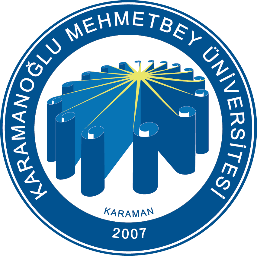 KARAMANOĞLU MEHMETBEY ÜNİVERSİTESİ
KARAMAN
2007